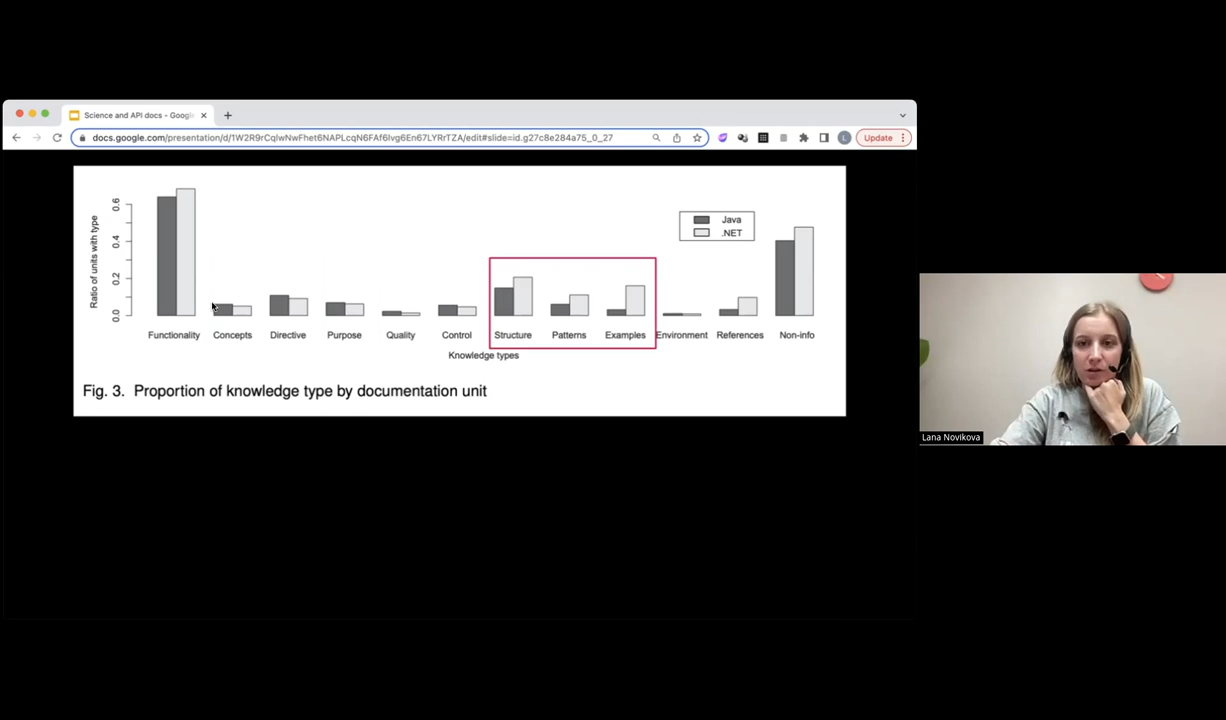 Science and API docs - Googl
docs.google.com/presentation/d/1W2R9rCqlwNwFhet6NAPLcqN6FAf6lvg6En67LYRrTZA/edit#slide=id.g27c8e284a75_0_27
L
Update
Ratio of units with type
0.6
0.4
0.2
0.0
Java
.NET
Functionality Concepts Directive Purpose Quality Control Structure Patterns Examples Environment References Non-info
Knowledge types
Fig. 3. Proportion of knowledge type by documentation unit
Lana Novikova